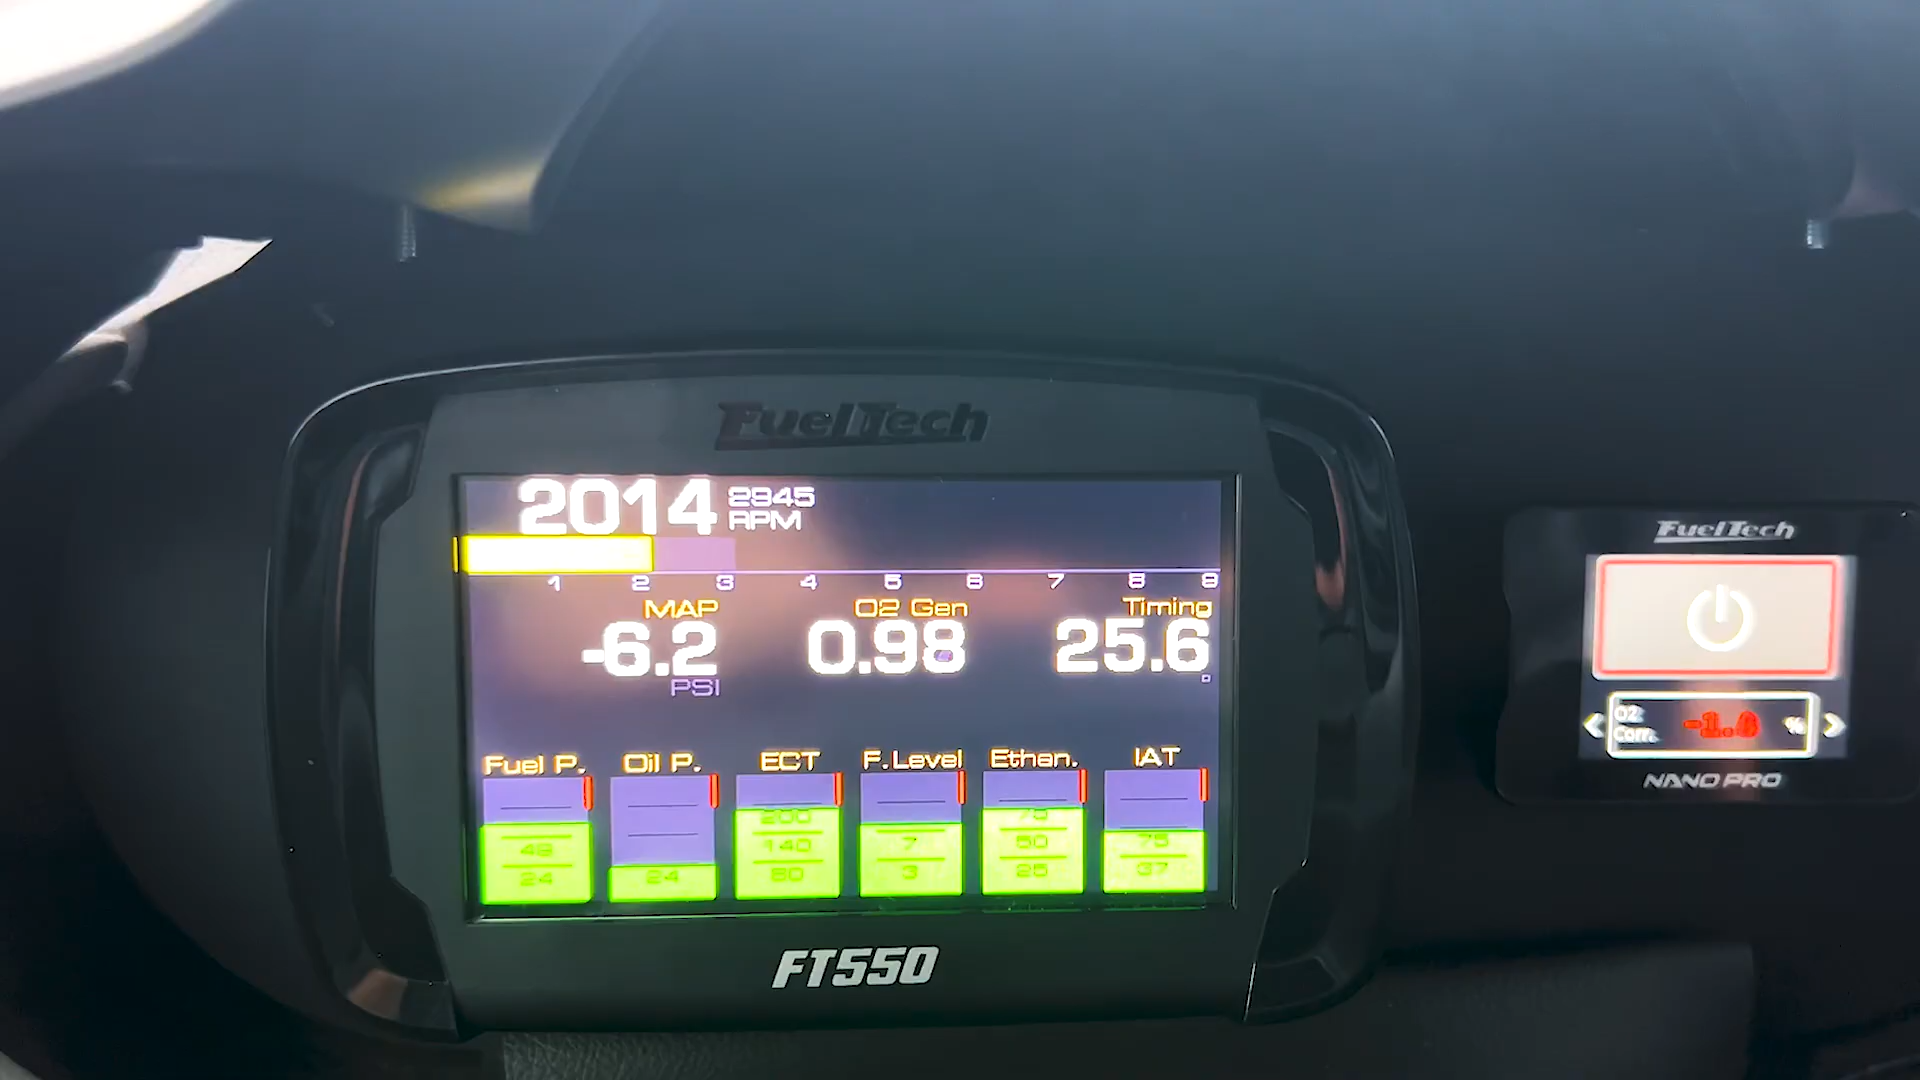 FuelTech
2014 2945
RPM
1 2 3 4 5 6 7 8 9
MAP O2 Gen Timing
-6.2 0.98 25.6
PSI °
Fuel P. Oil P. ECT F.Level Ethan. IAT
200 75
48 140 7 50 75
24 24 80 3 25 37
FT550
FuelTech
O2 Corr. -1.0 %
NANO PRO